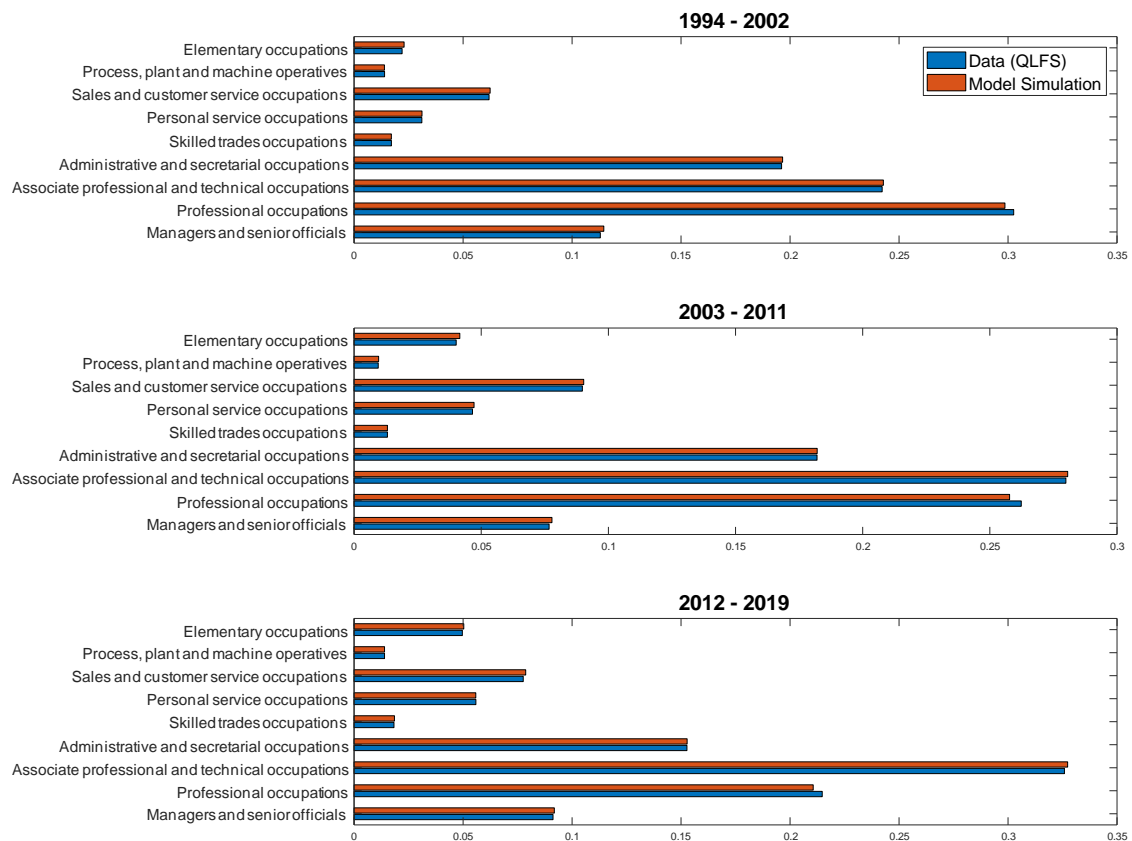 1994 - 2002
Elementary occupations
Process, plant and machine operatives
Sales and customer service occupations
Personal service occupations
Skilled trades occupations
Administrative and secretarial occupations
Associate professional and technical occupations
Professional occupations
Managers and senior officials
Data (QLFS)
Model Simulation
0 0.05 0.1 0.15 0.2 0.25 0.3 0.35
2003 - 2011
Elementary occupations
Process, plant and machine operatives
Sales and customer service occupations
Personal service occupations
Skilled trades occupations
Administrative and secretarial occupations
Associate professional and technical occupations
Professional occupations
Managers and senior officials
0 0.05 0.1 0.15 0.2 0.25 0.3
2012 - 2019
Elementary occupations
Process, plant and machine operatives
Sales and customer service occupations
Personal service occupations
Skilled trades occupations
Administrative and secretarial occupations
Associate professional and technical occupations
Professional occupations
Managers and senior officials
0 0.05 0.1 0.15 0.2 0.25 0.3 0.35